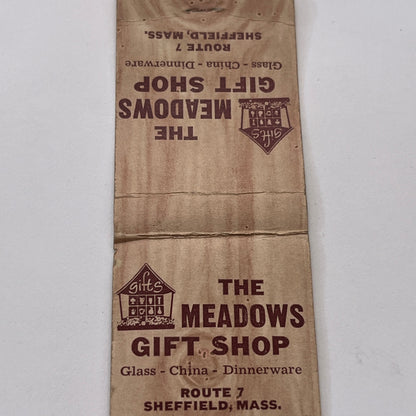 SHEFFIELD, MASS.
ROUTE 7
Glass - China - Dinnerware
GIFT SHOP
MEADOWS
THE
gifts
gifts
THE
MEADOWS
GIFT SHOP
Glass - China - Dinnerware
ROUTE 7
SHEFFIELD, MASS.